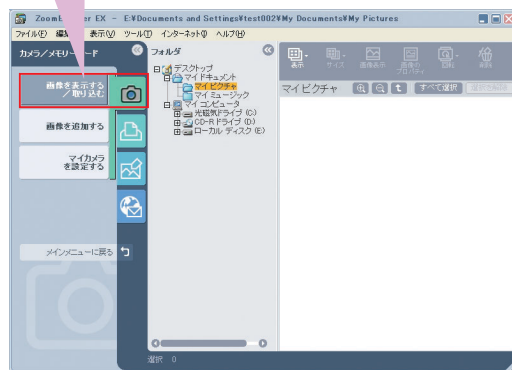 Zoom er EX - E:¥Documents and Settings¥test002¥My Documents¥My Pictures
ファイル(F) 編集 表示(V) ツール(T) インターネット(I) ヘルプ(H)
カメラ／メモリーカード
画像を表示する
／取り込む
画像を追加する
マイカメラ
を設定する
メインメニューに戻る
フォルダ
デスクトップ
マイドキュメント
マイピクチャ
マイミュージック
マイコンピュータ
光磁気ドライブ (C:)
CD-R ドライブ (D:)
ローカル ディスク (E:)
表示 サイズ 画像表示 画像の 回転 削除
プロパティ
マイピクチャ すべて選択
選択 0